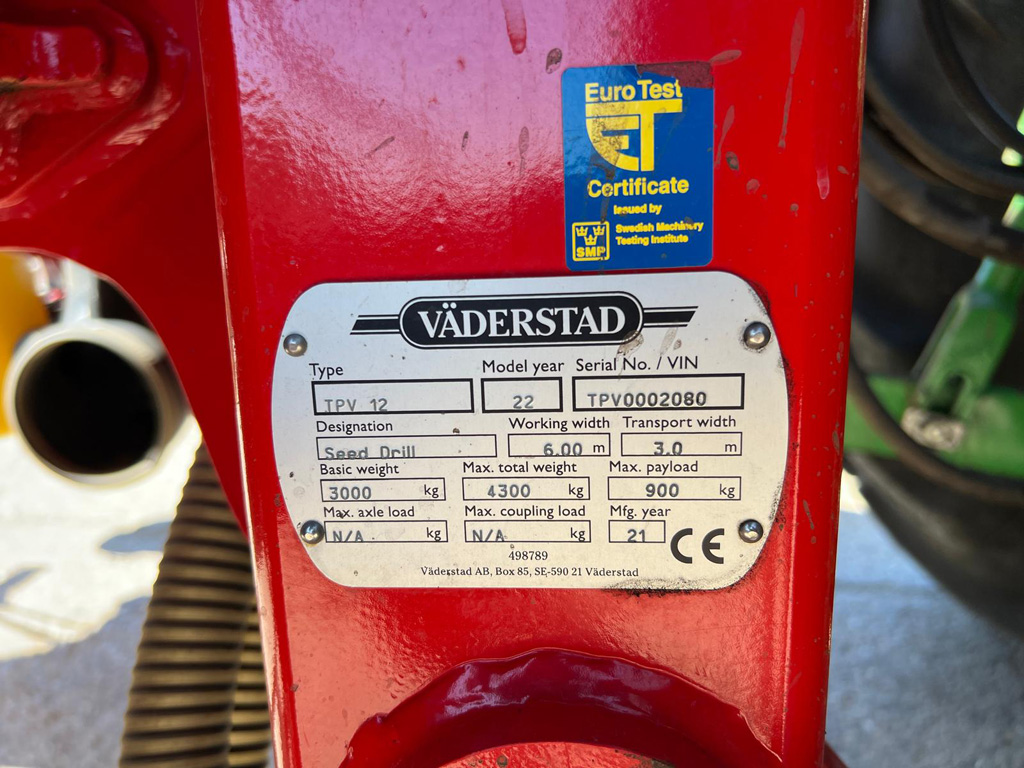 Euro Test
ET
Certificate
Issued by
Swedish Machinery
Testing Institute
SMP
VÄDERSTAD
Type Model year Serial No. / VIN
TPV 12 22 TPV0002080
Designation Working width Transport width
Seed Drill 6.00 m 3.0 m
Basic weight Max. total weight Max. payload
3000 kg 4300 kg 900 kg
Max. axle load Max. coupling load Mfg. year
N/A kg N/A kg 21 CE
498789
Väderstad AB, Box 85, SE-590 21 Väderstad